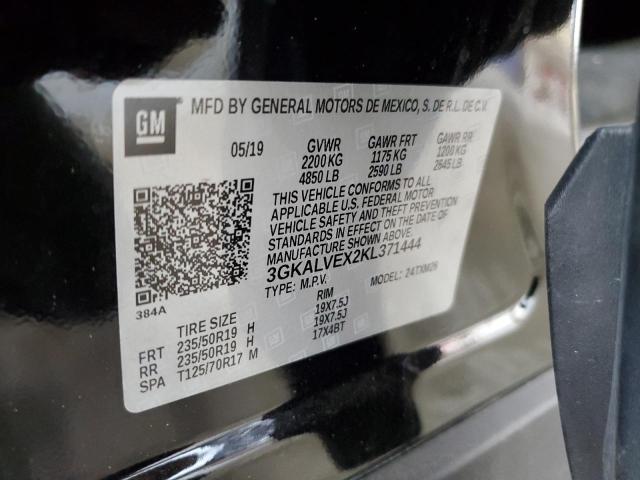 GM
MFD BY GENERAL MOTORS DE MEXICO, S. DE R.L. DE C.V.
05/19 GVWR GAWR FRT GAWR RR
2200 KG 1175 KG 1200 KG
4850 LB 2590 LB 2645 LB
THIS VEHICLE CONFORMS TO ALL
APPLICABLE U.S. FEDERAL MOTOR
VEHICLE SAFETY AND THEFT PREVENTION
STANDARDS IN EFFECT ON THE DATE OF
MANUFACTURE SHOWN ABOVE.
3GKALVEX2KL371444
TYPE: M.P.V. 24TXM26
384A
TIRE SIZE RIM
FRT 235/50R19 H 19X7.5J
RR 235/50R19 H 19X7.5J
SPA T125/70R17 M 17X4BT